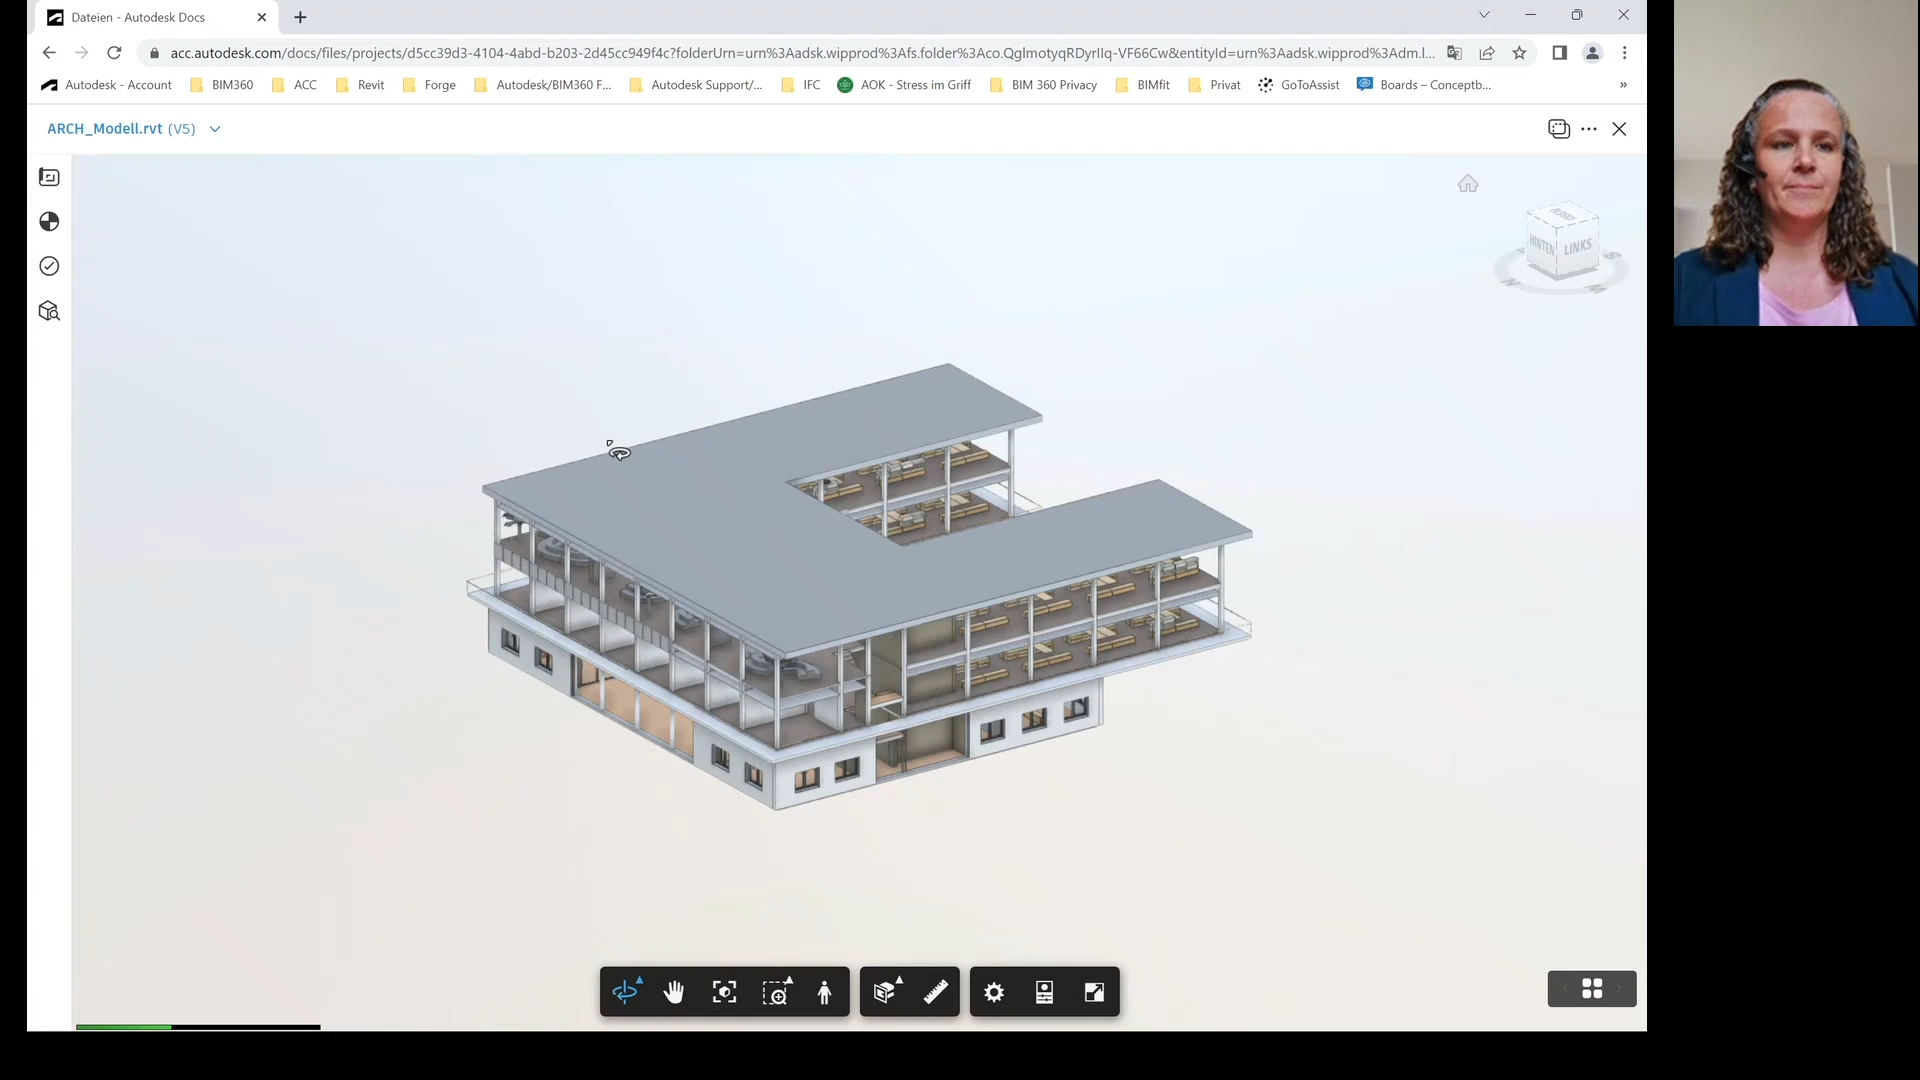 Dateien - Autodesk Docs
acc.autodesk.com/docs/files/projects/d5cc39d3-4104-4abd-b203-2d45cc949f4c?folderUrn=urn%3Aadsk.wipprod%3Afs.folder%3Aco.QgImotyqRDyrIIq-VF66Cw&entityId=urn%3Aadsk.wipprod%3Adm.l...
Autodesk - Account BIM360 ACC Revit Forge Autodesk/BIM360 F... Autodesk Support/... IFC AOK - Stress im Griff BIM 360 Privacy BIMfit Privat GoToAssist Boards – Conceptb... »
ARCH_Modell.rvt (V5)
OBEN
HINTEN LINKS